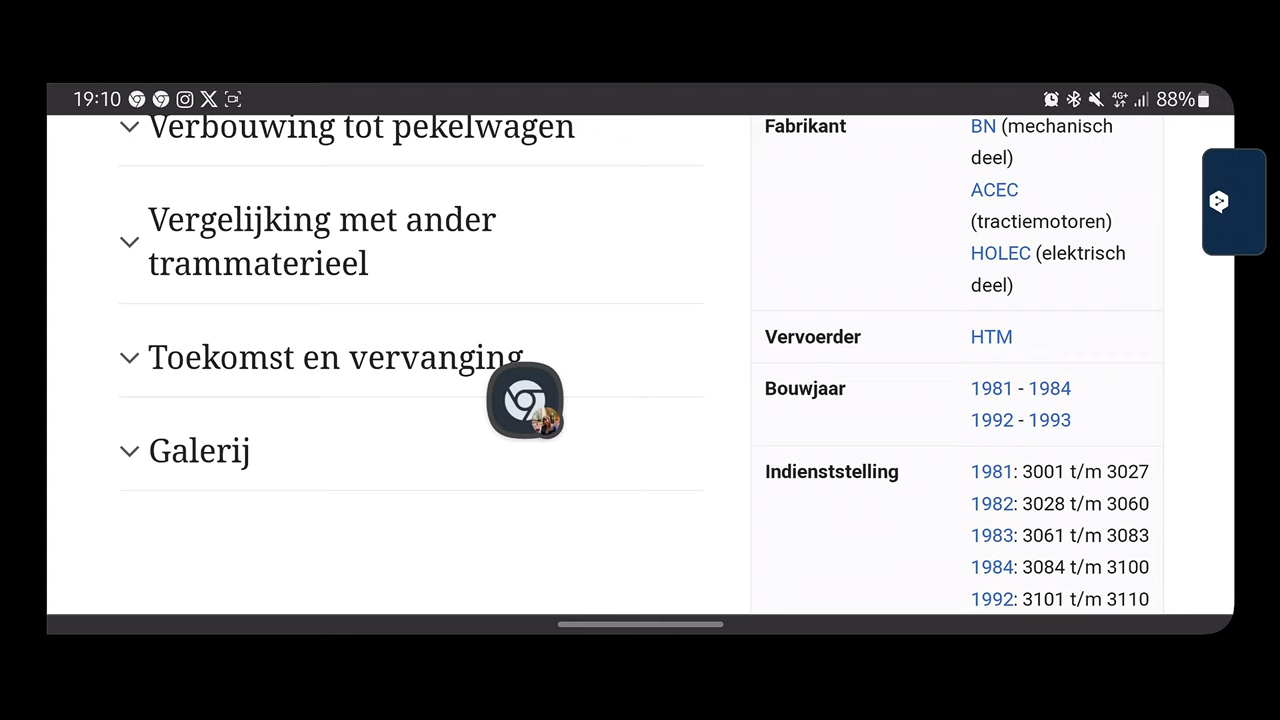 19:10
4G+
88%
Verbouwing tot pekelwagen
Vergelijking met ander
trammaterieel
Toekomst en vervanging
Galerij
Fabrikant
BN (mechanisch
deel)
ACEC
(tractiemotoren)
HOLEC (elektrisch
deel)
Vervoerder
HTM
Bouwjaar
1981 - 1984
1992 - 1993
Indienststelling
1981: 3001 t/m 3027
1982: 3028 t/m 3060
1983: 3061 t/m 3083
1984: 3084 t/m 3100
1992: 3101 t/m 3110